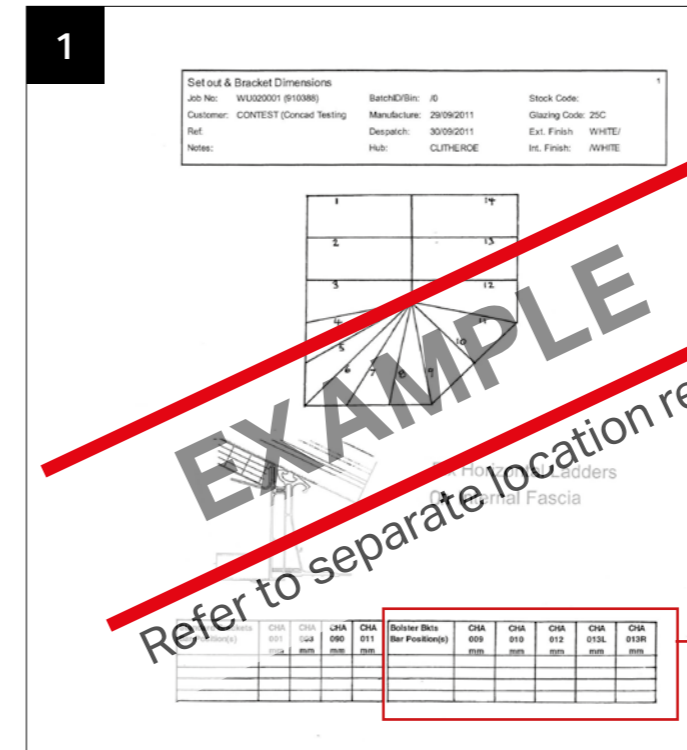 1
Set out & Bracket Dimensions 1
Job No: WU020001 (910388) BatchID/Bin: /0 Stock Code:
Customer: CONTEST (Concad Testing Manufacture: 29/09/2011 Glazing Code: 25C
Ref. Despatch: 30/09/2011 Ext. Finish WHITE/
Notes: Hub: CLITHEROE Int. Finish: /WHITE
1 14
2 13
3 12
4 11
5 10
6 7 8 9
EXAMPLE
Horizontal Ladders
Internal Fascia
Refer to separate location re
CHA CHA CHA CHA Bolster Bkts CHA CHA CHA CHA CHA
Bar Position(s) 001 090 011 Bar Position(s) 009 010 012 013L 013R
mm mm mm mm mm mm mm mm mm